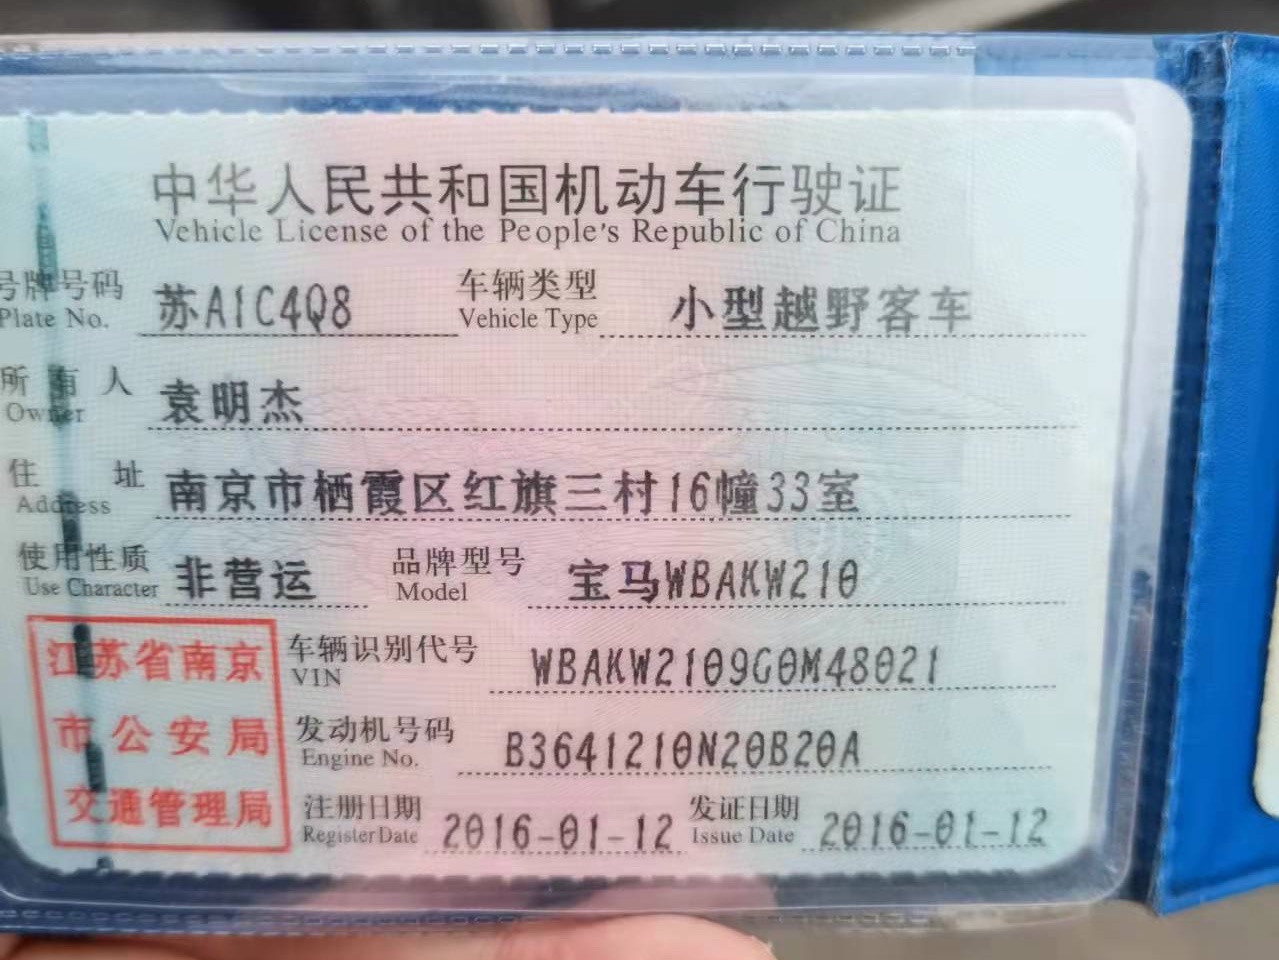 中华人民共和国机动车行驶证
Vehicle License of the People's Republic of China
号牌号码 苏A1C4Q8 车辆类型 小型越野客车
Plate No. Vehicle Type
所有人 袁明杰
Owner
住址 南京市栖霞区红旗三村16幢33室
Address
使用性质 非营运 品牌型号 宝马WBAKW210
Use Character Model
江苏省南京
市公安局
交通管理局
车辆识别代号 WBAKW2109G0M48021
VIN
发动机号码 B3641210N20B20A
Engine No.
注册日期 2016-01-12 发证日期 2016-01-12
Register Date Issue Date